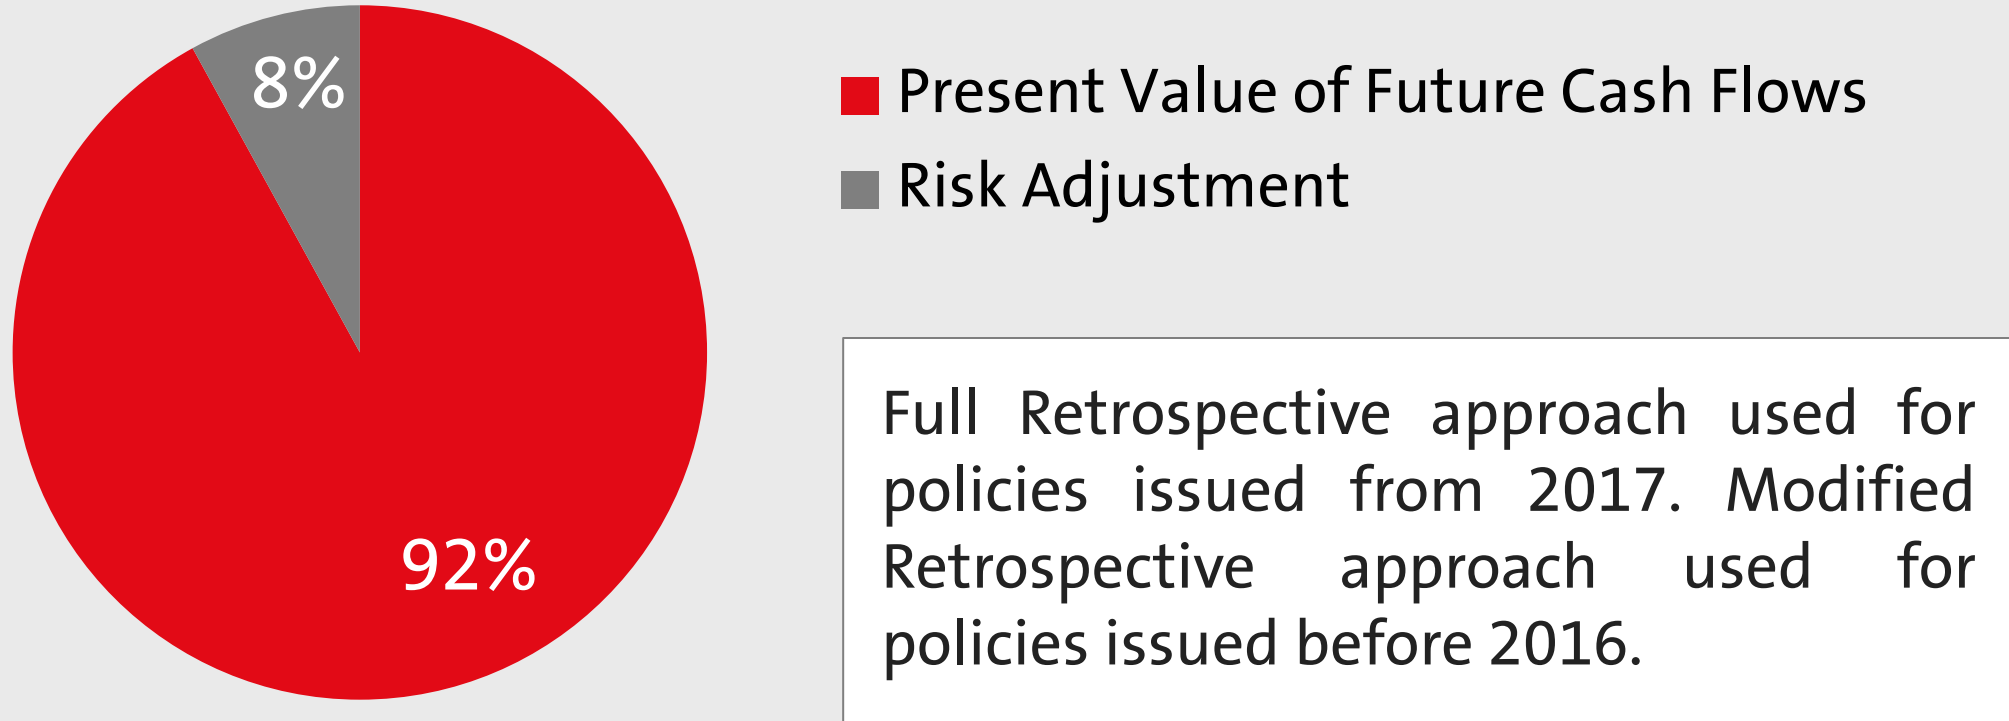 8%
92%
Present Value of Future Cash Flows
Risk Adjustment
Full Retrospective approach used for
policies issued from 2017. Modified
Retrospective approach used for
policies issued before 2016.